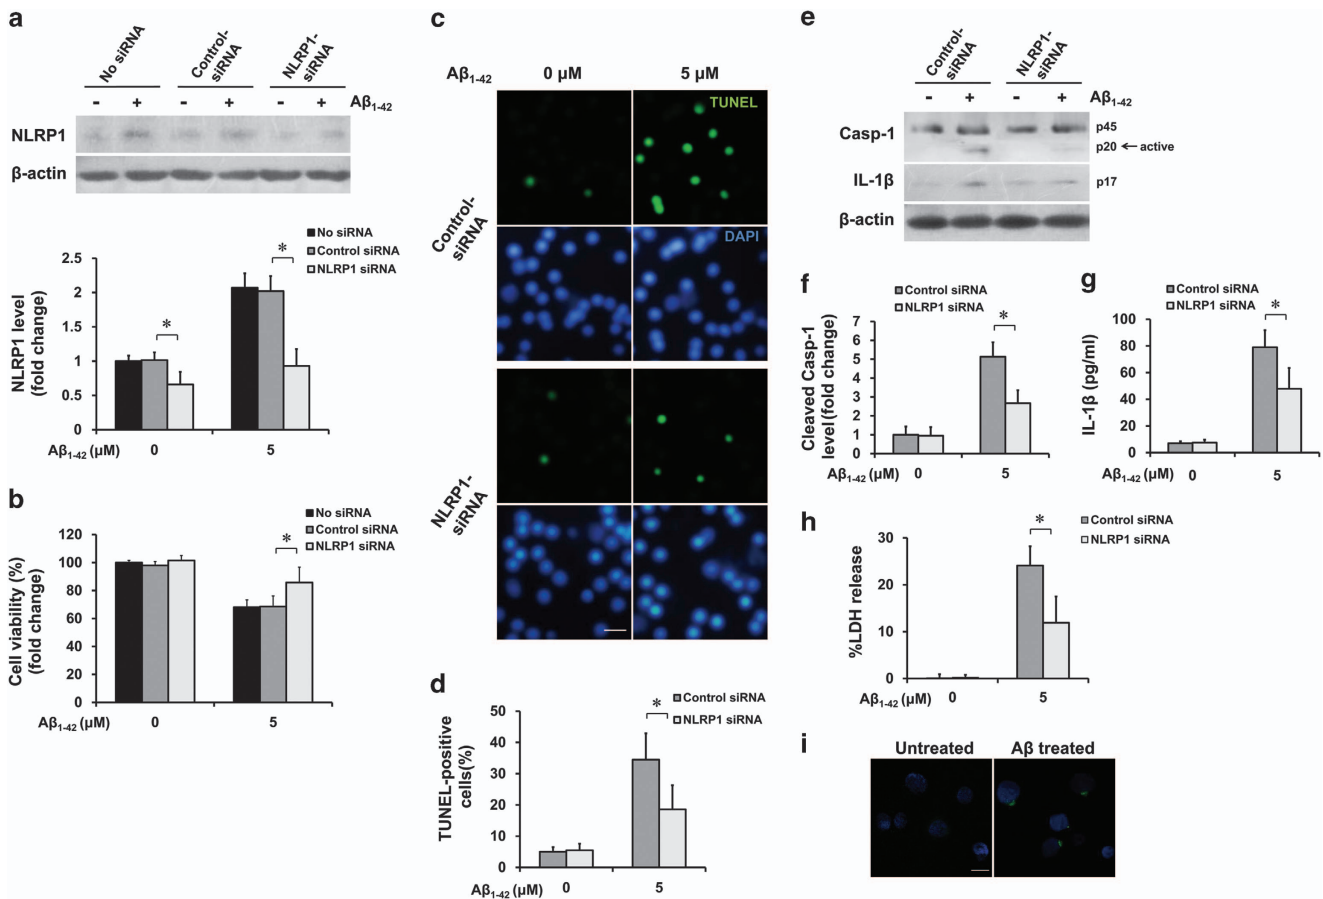 a
No siRNA
Control-
siRNA
NLRP1-
siRNA
- + - + - + Aβ1-42
NLRP1
β-actin
No siRNA
Control siRNA
NLRP1 siRNA
NLRP1 level
(fold change)
2.5
2
1.5
1
0.5
0
*
*
Aβ1-42 (μM) 0 5
b
No siRNA
Control siRNA
NLRP1 siRNA
Cell viability (%)
(fold change)
120
100
80
60
40
20
0
*
Aβ1-42 (μM) 0 5
c
Aβ1-42 0 μM 5 μM
TUNEL
Control-
siRNA
DAPI
NLRP1-
siRNA
d
Control siRNA
NLRP1 siRNA
TUNEL-positive
cells(%)
50
40
30
20
10
0
*
Aβ1-42 (μM) 0 5
e
Control-
siRNA
NLRP1-
siRNA
- + - + Aβ1-42
Casp-1
p45
p20 ← active
IL-1β
p17
β-actin
f
Control siRNA
NLRP1 siRNA
Cleaved Casp-1
level(fold change)
7
6
5
4
3
2
1
0
*
Aβ1-42 (μM) 0 5
g
Control siRNA
NLRP1 siRNA
IL-1β (pg/ml)
100
80
60
40
20
0
*
Aβ1-42 (μM) 0 5
h
Control siRNA
NLRP1 siRNA
%LDH release
30
20
10
0
*
Aβ1-42 (μM) 0 5
i
Untreated Aβ treated